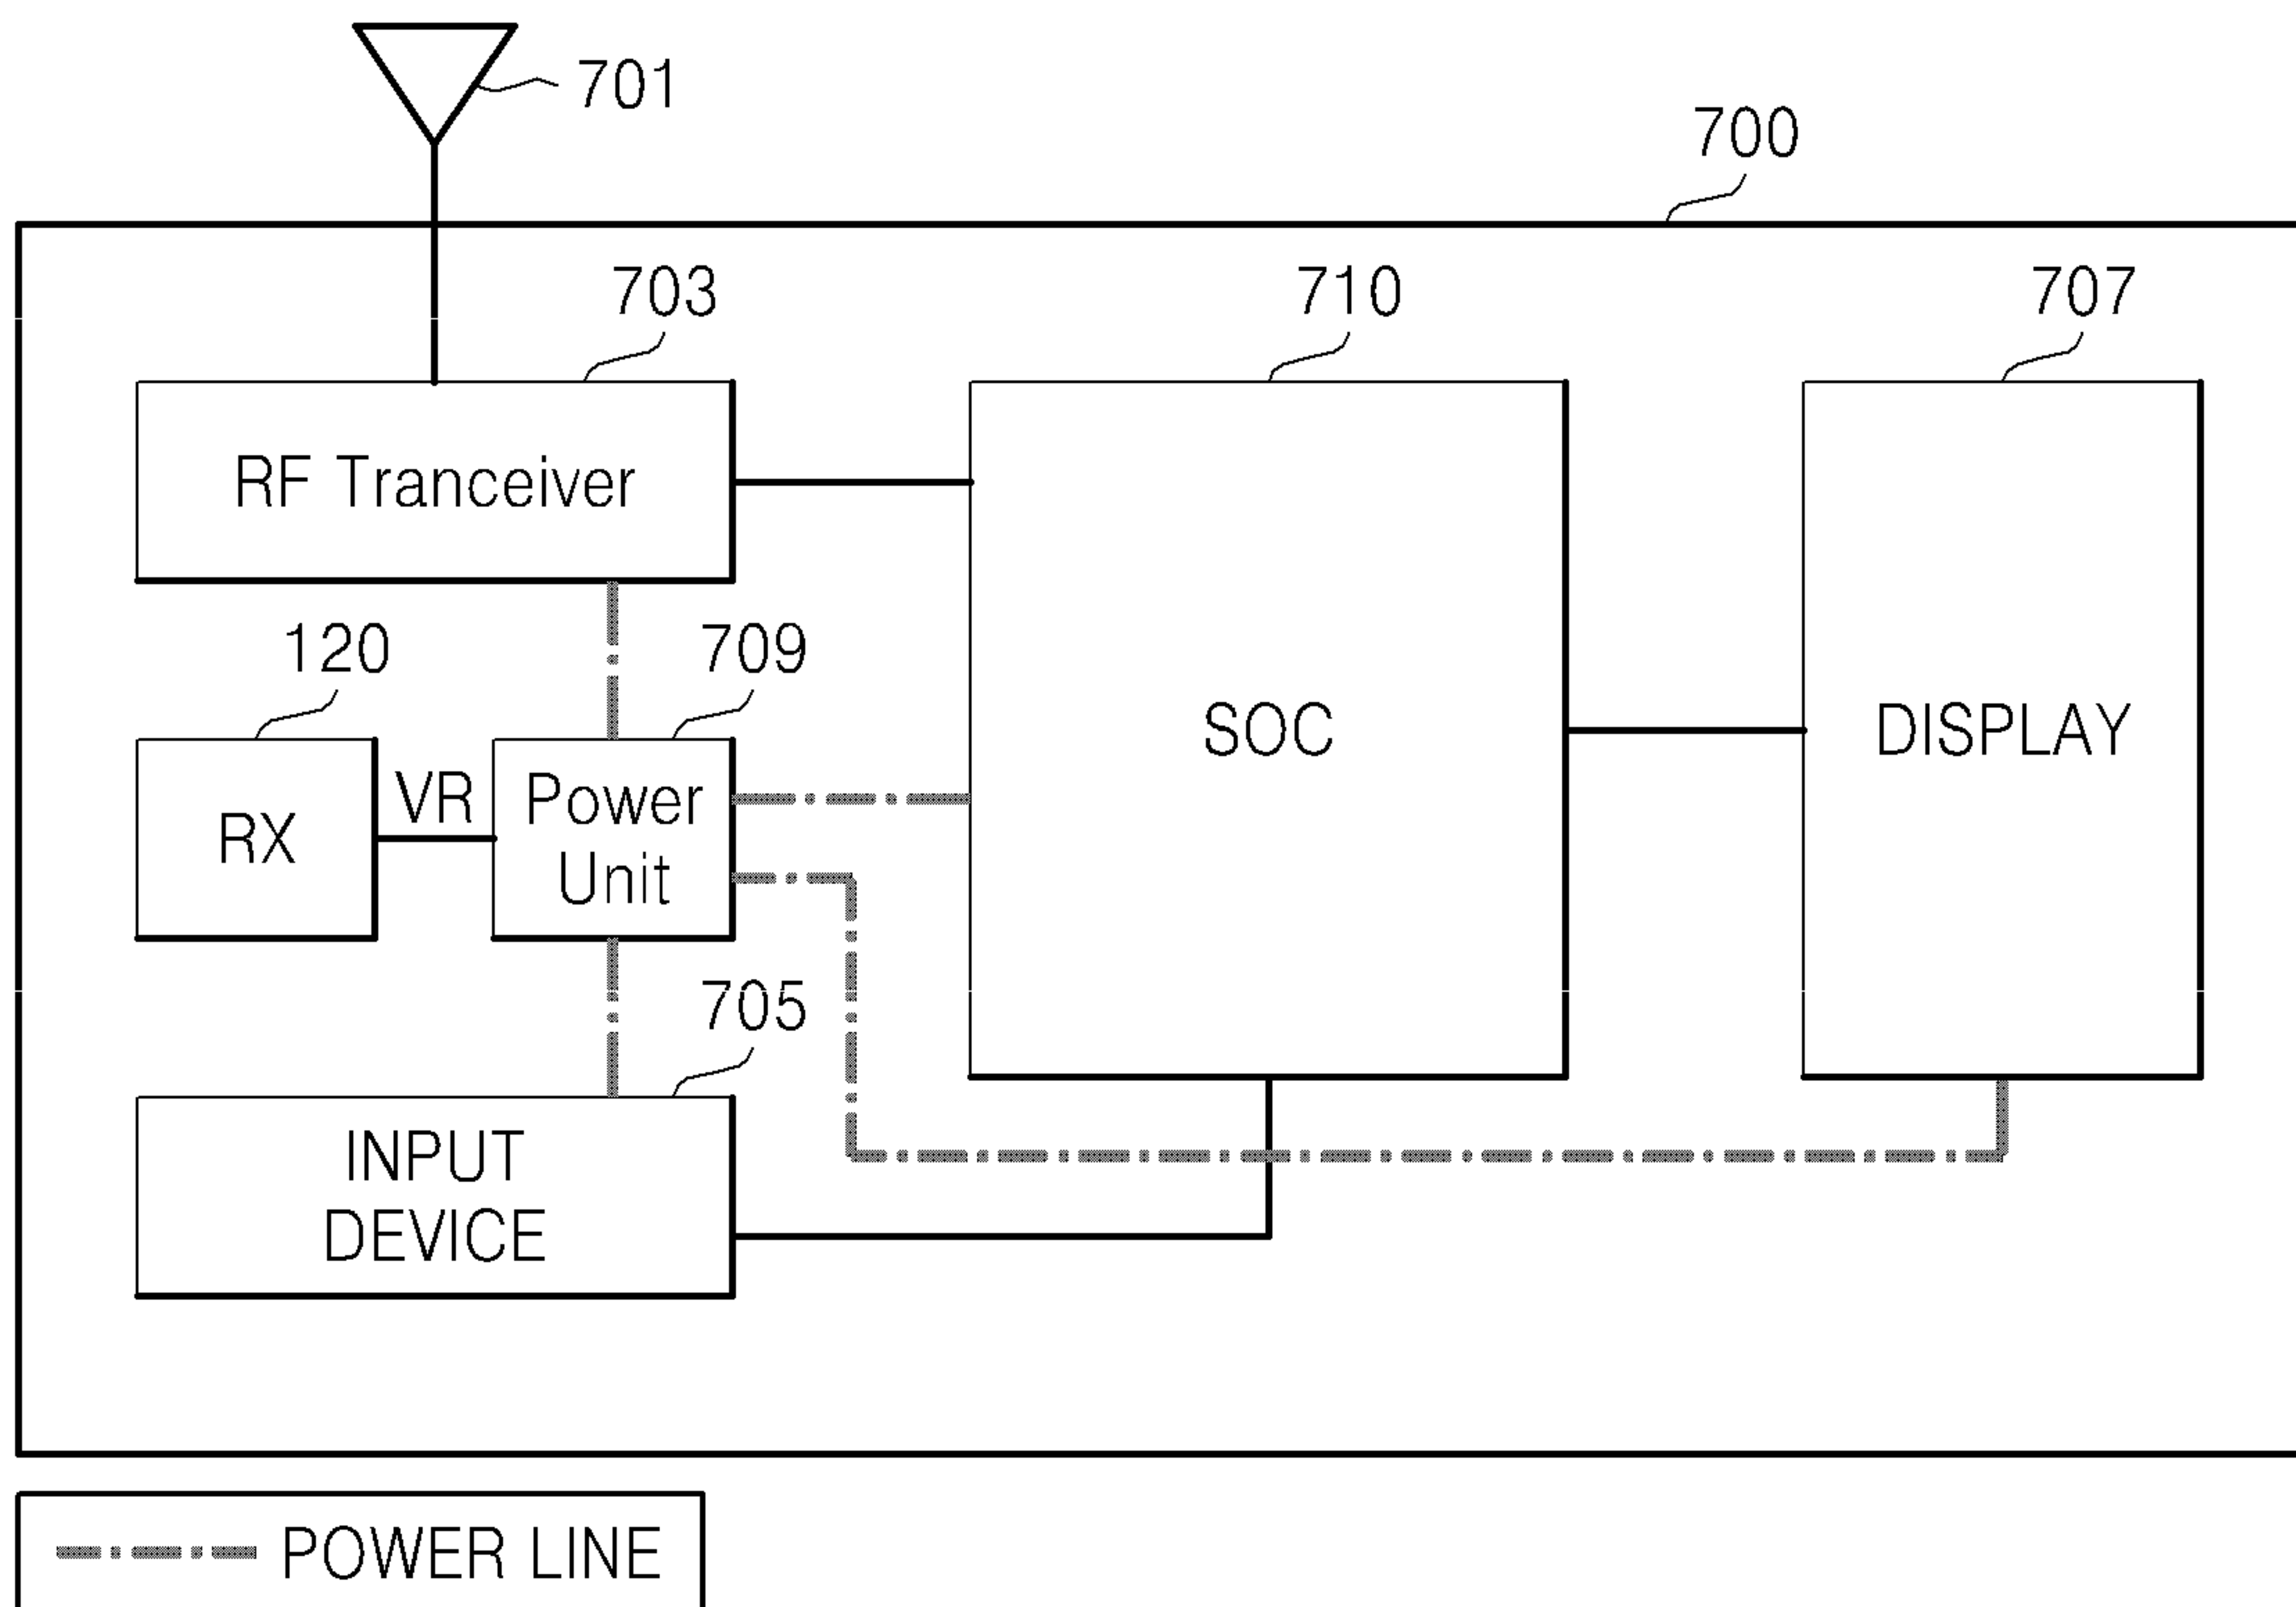 701
700
703
710
707
RF Tranceiver
120
709
SOC
DISPLAY
RX
VR
Power
Unit
705
INPUT
DEVICE
POWER LINE